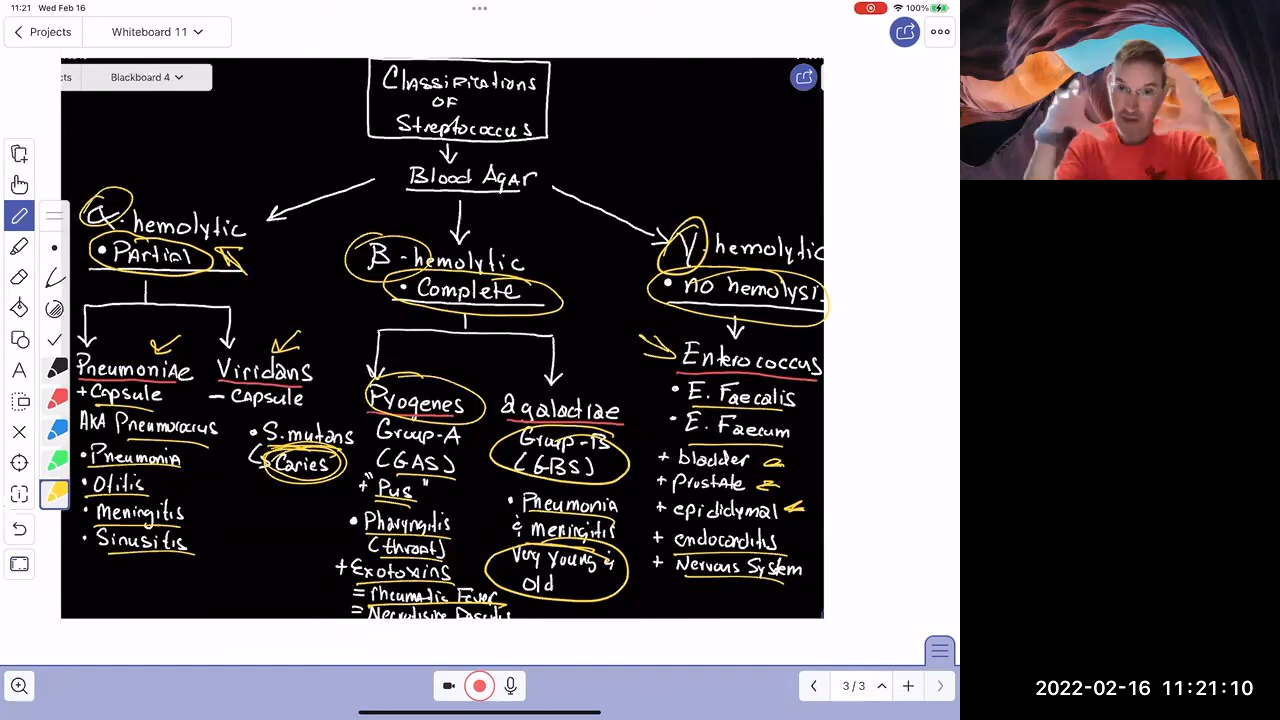 11:21 Wed Feb 16
100%
Projects
Whiteboard 11
cts
Blackboard 4
Classifications
OF
Streptococcus
Blood Agar
α-hemolytic
• Partial
β-hemolytic
• Complete
γ-hemolytic
• no hemolysi
Pneumoniae
+ Capsule
AKA Pneumococcus
• Pneumonia
• Otitis
• Meningitis
• Sinusitis
Viridans
- Capsule
• S. mutans
Caries
Pyogenes
Group-A
(GAS)
+ "Pus"
• Pharyngitis
(throat)
+ Exotoxins
= Rheumatic Fever
= Necrotising
agalactiae
Group-B
(GBS)
• Pneumonia
& meningitis
Very young &
old
Enterococcus
• E. Faecalis
• E. Faecum
+ bladder
+ prostate
+ epididymal
+ endocarditis
+ Nervous System
A
3/3
2022-02-16 11:21:10